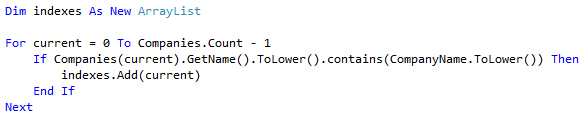 Dim indexes As New ArrayList
For current = 0 To Companies.Count - 1
If Companies(current).GetName().ToLower().contains(CompanyName.ToLower()) Then
indexes.Add(current)
End If
Next